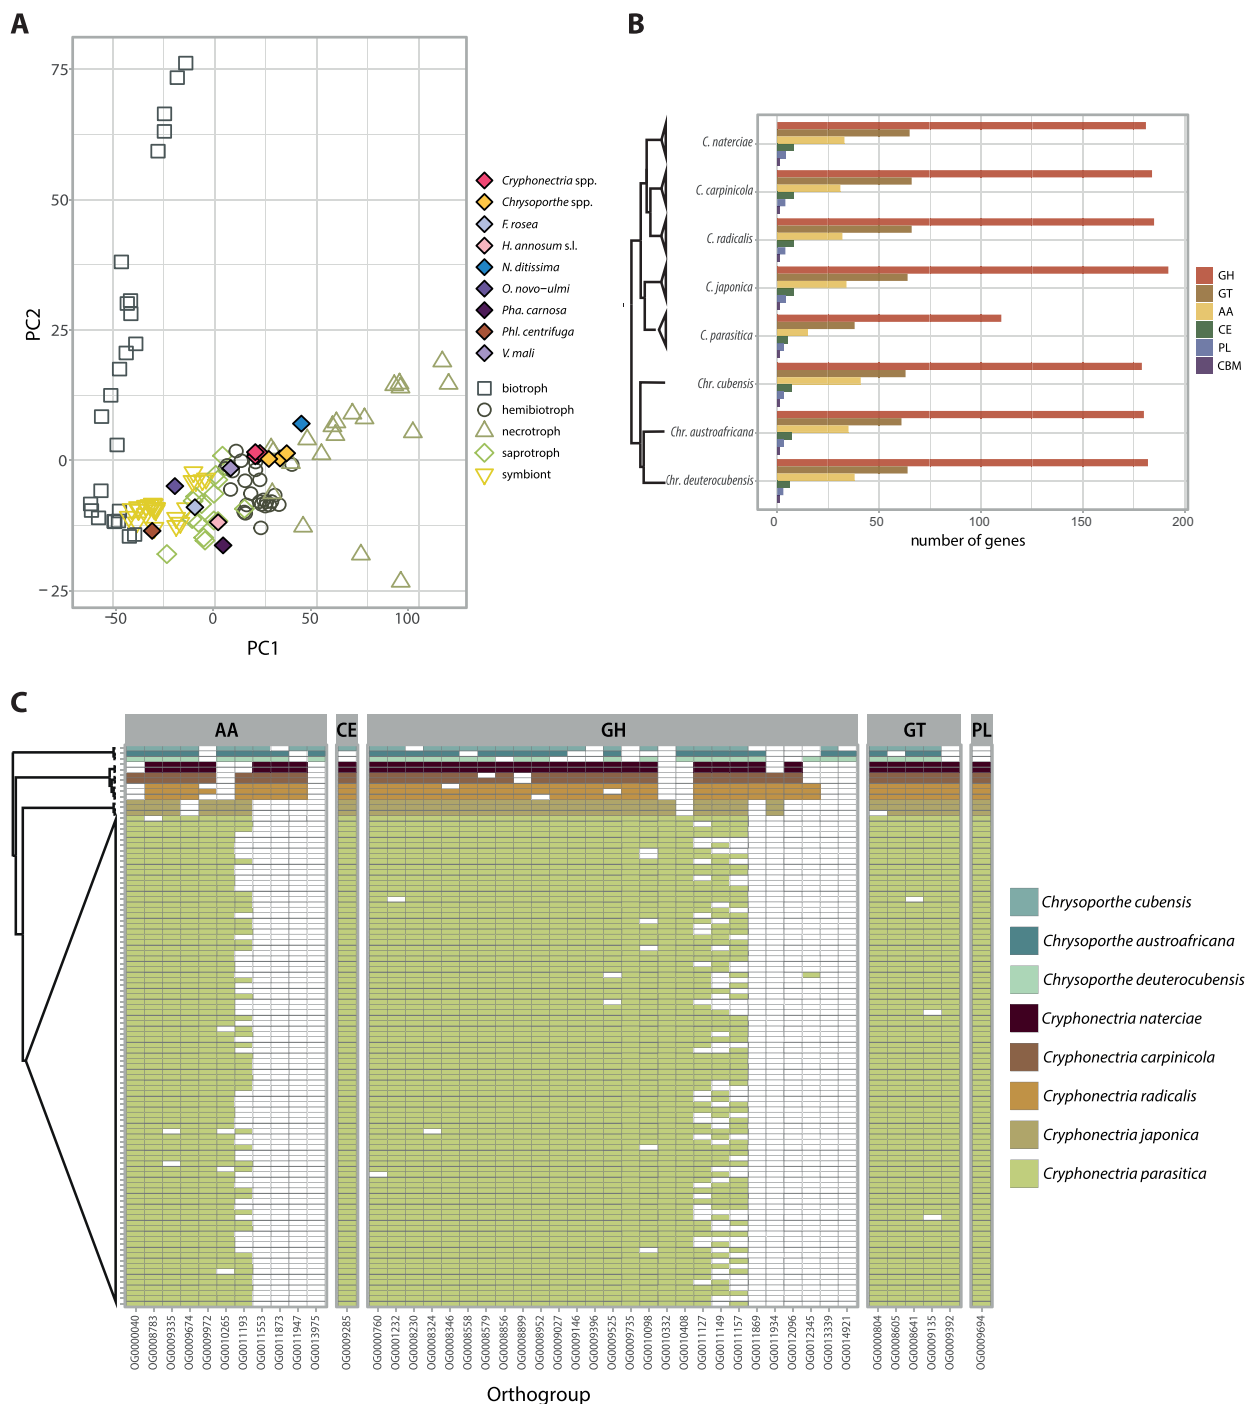 A
75
50
25
0
−25
PC2
−50
0
50
100
PC1
Cryphonectria spp.
Chrysoporthe spp.
F. rosea
H. annosum s.l.
N. ditissima
O. novo−ulmi
Pha. carnosa
Phl. centrifuga
V. mali
biotroph
hemibiotroph
necrotroph
saprotroph
symbiont
B
C. naterciae
C. carpinicola
C. radicalis
C. japonica
C. parasitica
Chr. cubensis
Chr. austroafricana
Chr. deuterocubensis
0
50
100
150
200
number of genes
GH
GT
AA
CE
PL
CBM
C
AA
CE
GH
GT
PL
OG0000040
OG0008783
OG0009335
OG0009674
OG0009972
OG0010265
OG0011193
OG0011553
OG0011873
OG0011947
OG0013975
OG0009285
OG0000760
OG0001232
OG0008230
OG0008324
OG0008346
OG0008558
OG0008579
OG0008856
OG0008899
OG0008952
OG0009027
OG0009146
OG0009396
OG0009525
OG0009735
OG0010098
OG0010332
OG0010408
OG0011127
OG0011149
OG0011157
OG0011869
OG0011934
OG0012096
OG0012345
OG0013339
OG0014921
OG0000804
OG0008605
OG0008641
OG0009135
OG0009392
OG0009694
Orthogroup
Chrysoporthe cubensis
Chrysoporthe austroafricana
Chrysoporthe deuterocubensis
Cryphonectria naterciae
Cryphonectria carpinicola
Cryphonectria radicalis
Cryphonectria japonica
Cryphonectria parasitica